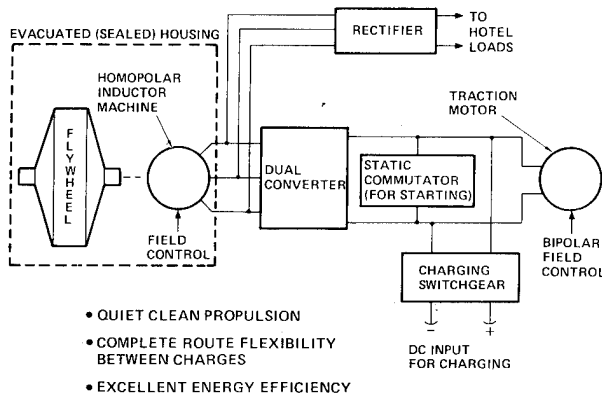 EVACUATED (SEALED) HOUSING
HOMOPOLAR
INDUCTOR
MACHINE
FLYWHEEL
FIELD
CONTROL
RECTIFIER
TO
HOTEL
LOADS
DUAL
CONVERTER
STATIC
COMMUTATOR
(FOR STARTING)
TRACTION
MOTOR
BIPOLAR
FIELD
CONTROL
CHARGING
SWITCHGEAR
− +
DC INPUT
FOR CHARGING
• QUIET CLEAN PROPULSION
• COMPLETE ROUTE FLEXIBILITY
BETWEEN CHARGES
• EXCELLENT ENERGY EFFICIENCY